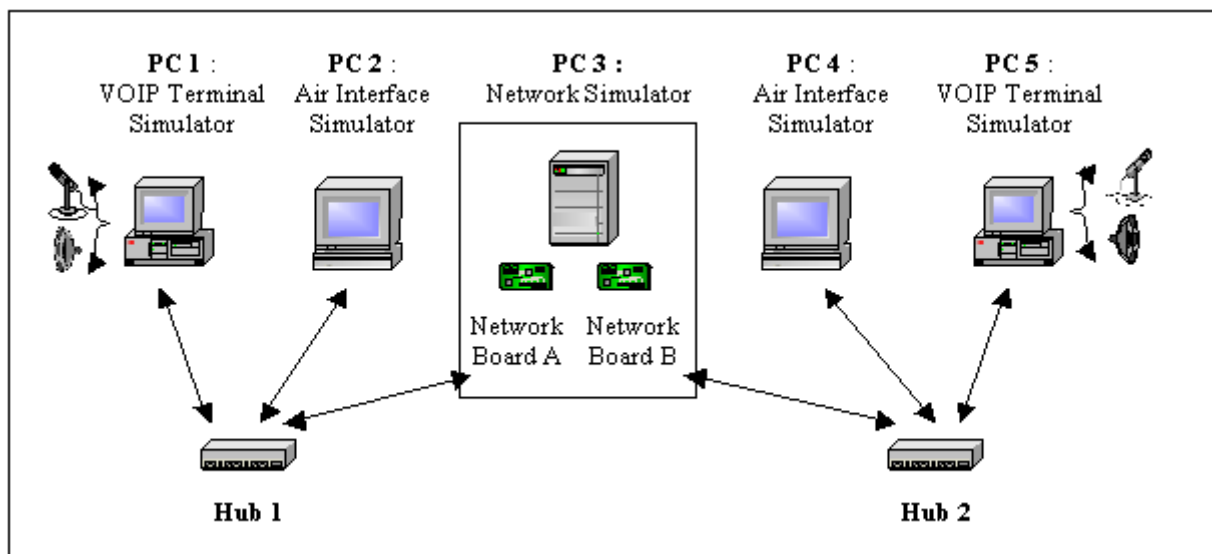 PC 1 :
VOIP Terminal
Simulator
PC 2 :
Air Interface
Simulator
PC 3 :
Network Simulator
PC 4 :
Air Interface
Simulator
PC 5 :
VOIP Terminal
Simulator
Network
Board A
Network
Board B
Hub 1
Hub 2